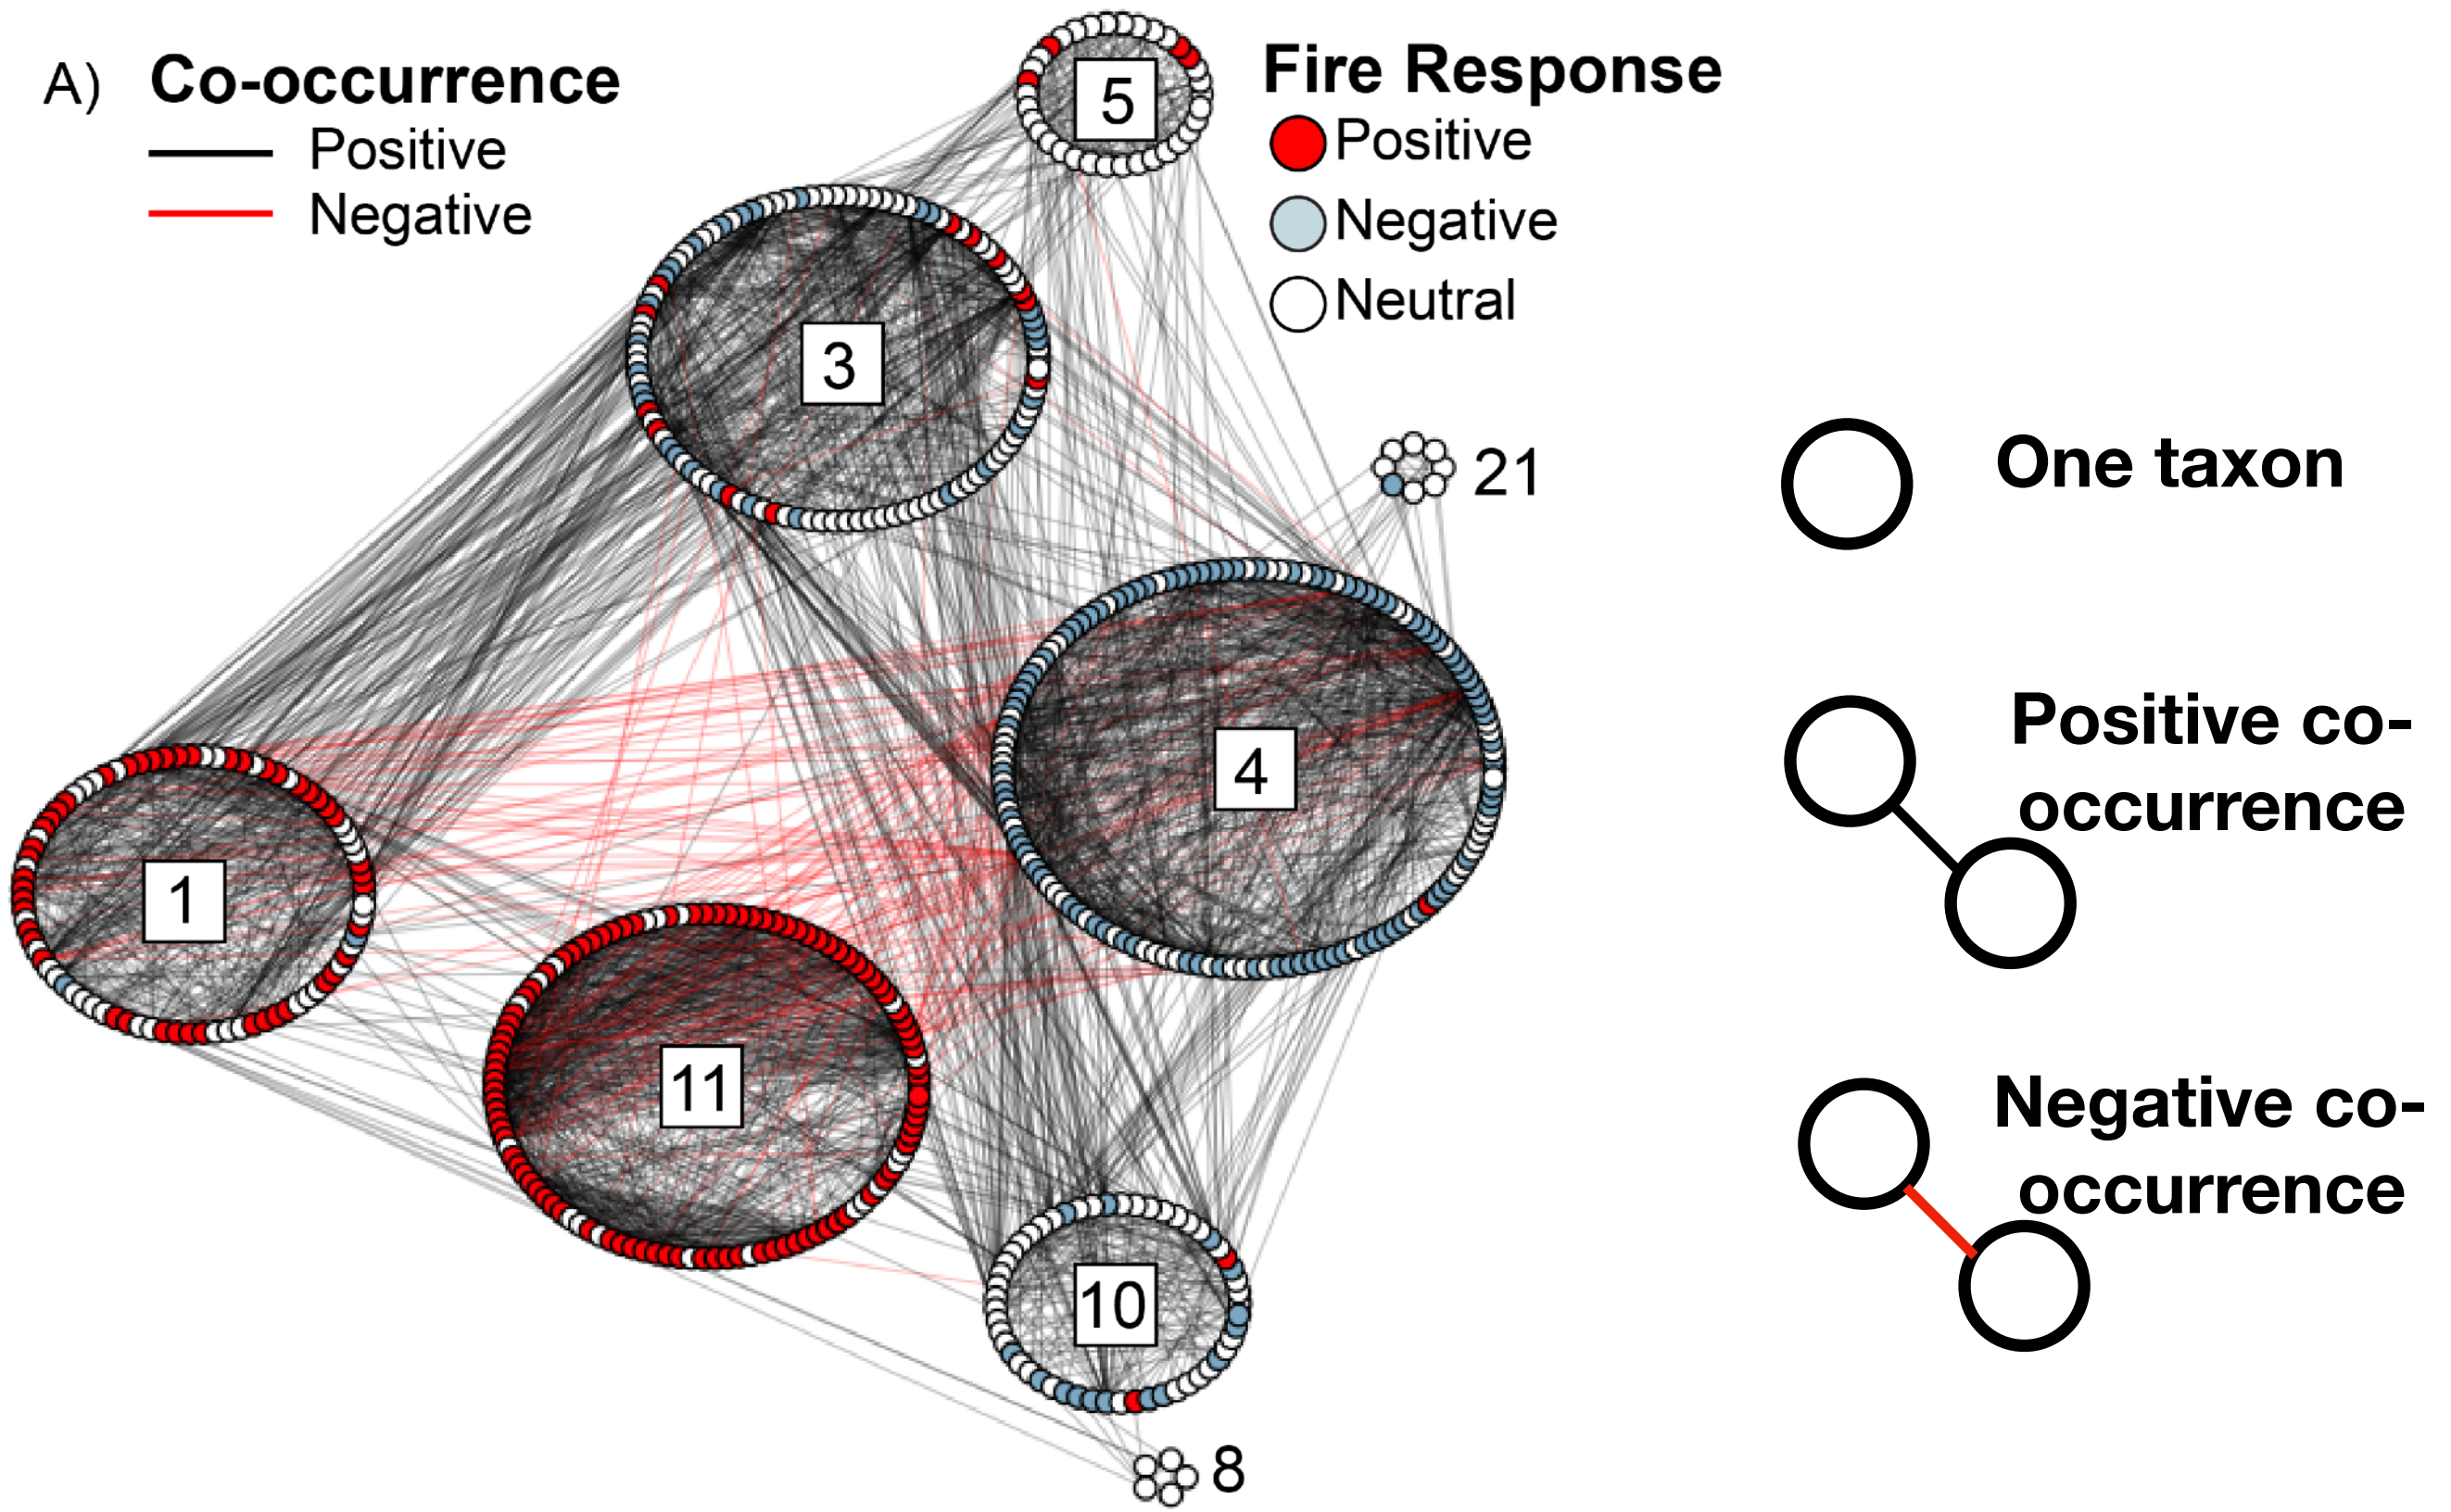 A) Co-occurrence
Positive
Negative
Fire Response
Positive
Negative
Neutral
5
3
21
4
1
11
10
8
One taxon
Positive co-
occurrence
Negative co-
occurrence